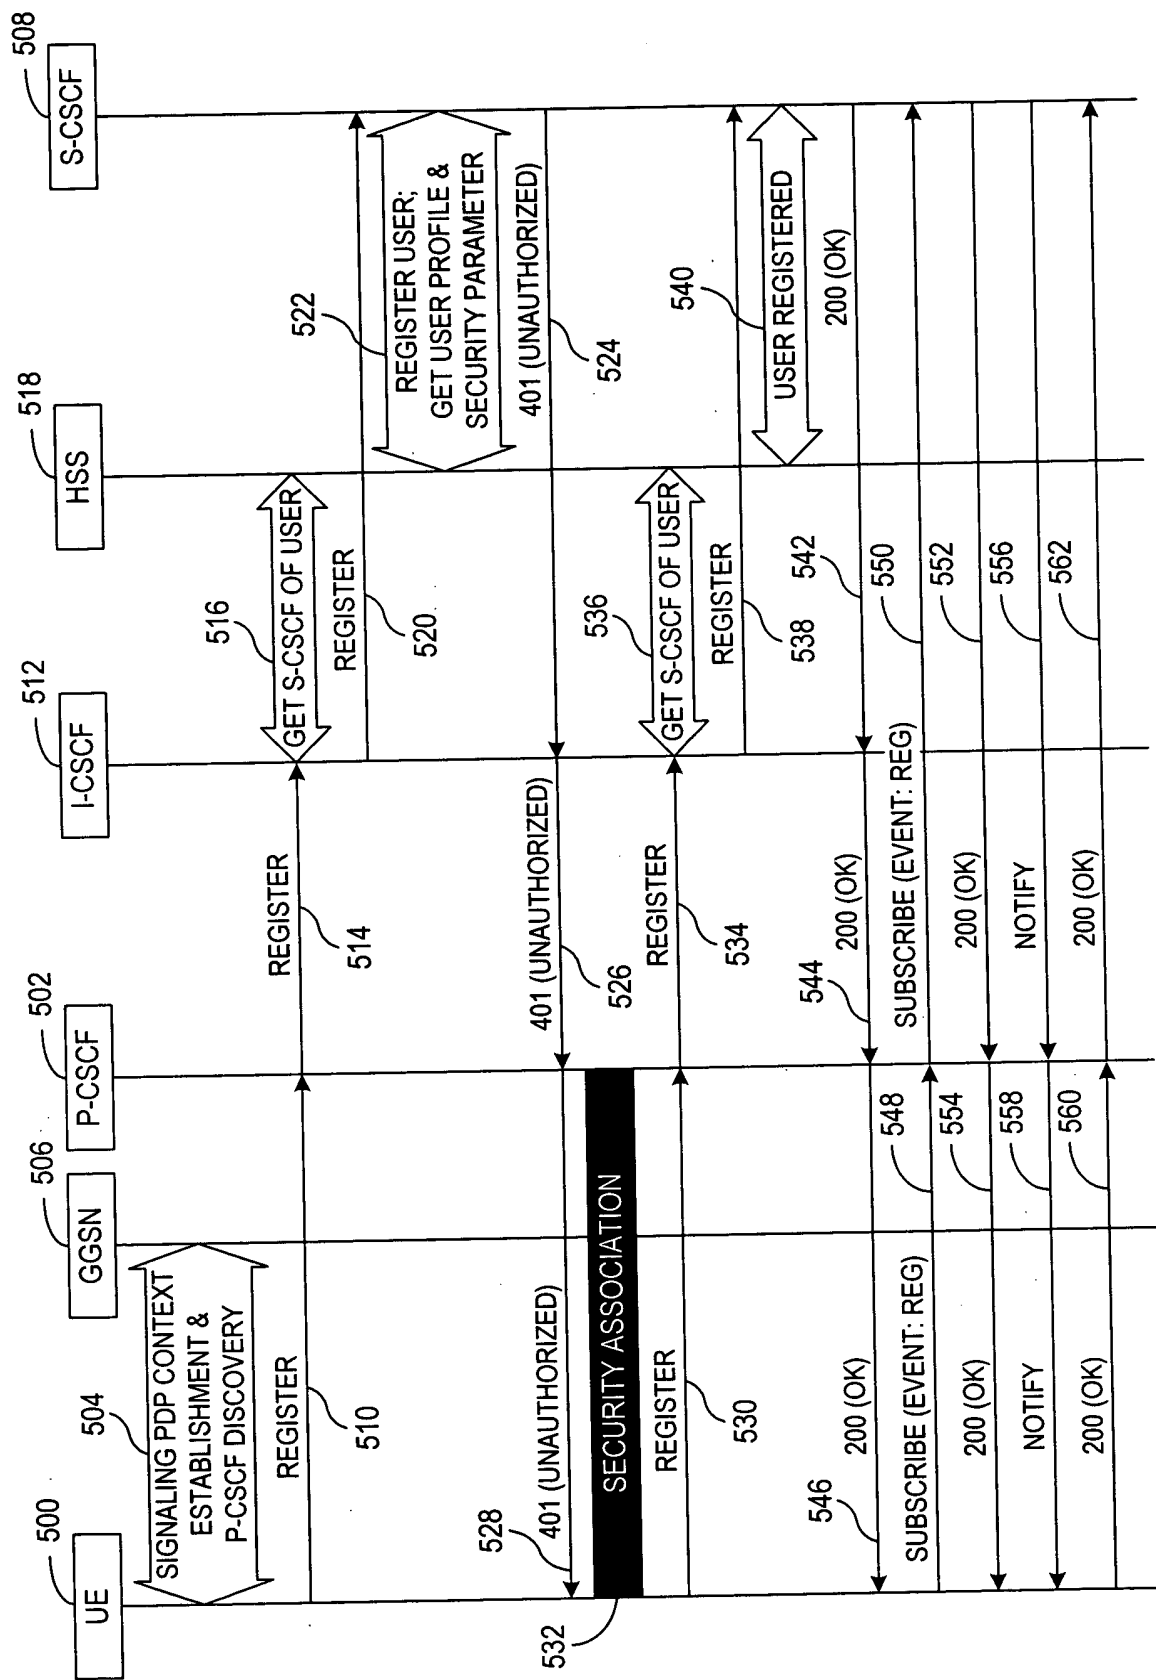 500
UE
506
GGSN
502
P-CSCF
512
I-CSCF
518
HSS
508
S-CSCF
504
SIGNALING PDP CONTEXT
ESTABLISHMENT &
P-CSCF DISCOVERY
REGISTER
510
REGISTER
514
516
GET S-CSCF OF USER
REGISTER
520
522
REGISTER USER;
GET USER PROFILE &
SECURITY PARAMETER
401 (UNAUTHORIZED)
524
401 (UNAUTHORIZED)
526
528
401 (UNAUTHORIZED)
SECURITY ASSOCIATION
532
REGISTER
530
REGISTER
534
536
GET S-CSCF OF USER
REGISTER
538
540
USER REGISTERED
200 (OK)
542
544
200 (OK)
546
200 (OK)
SUBSCRIBE (EVENT: REG)
548
SUBSCRIBE (EVENT: REG)
550
200 (OK)
552
200 (OK)
554
NOTIFY
556
NOTIFY
558
200 (OK)
560
200 (OK)
562